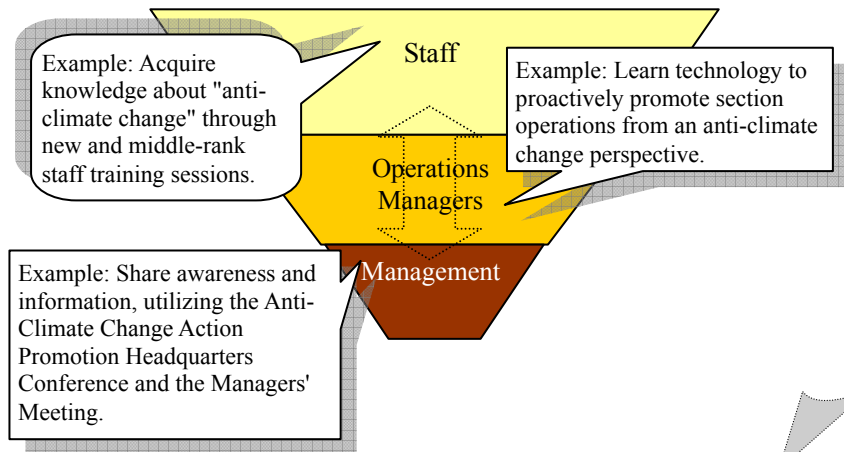 Staff
Example: Acquire
knowledge about "anti-
climate change" through
new and middle-rank
staff training sessions.
Example: Learn technology to
proactively promote section
operations from an anti-climate
change perspective.
Operations
Managers
Management
Example: Share awareness and
information, utilizing the Anti-
Climate Change Action
Promotion Headquarters
Conference and the Managers'
Meeting.